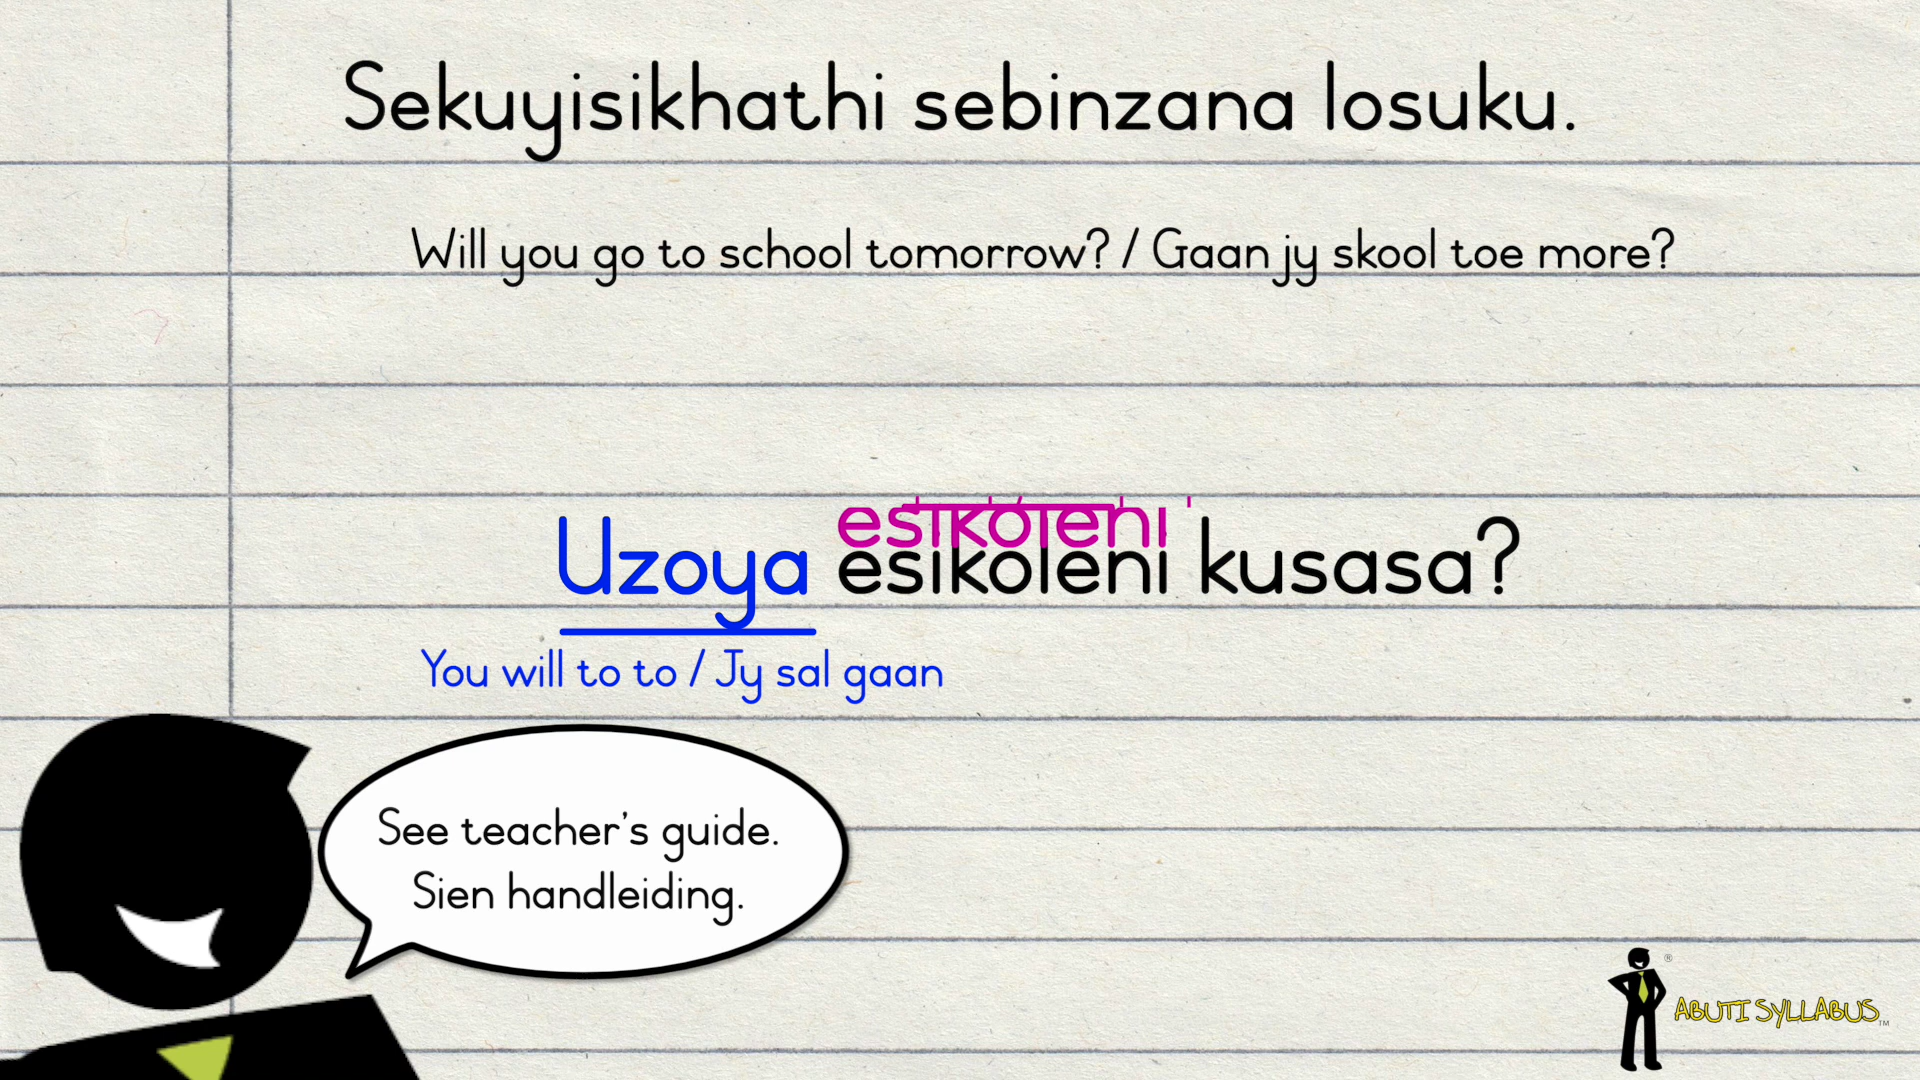 Sekuyisikhathi sebinzana losuku.
Will you go to school tomorrow? / Gaan jy skool toe more?
esikoleni
Uzoya esikoleni kusasa?
You will to to / Jy sal gaan
See teacher's guide.
Sien handleiding.
®
ABUTI SYLLABUS™